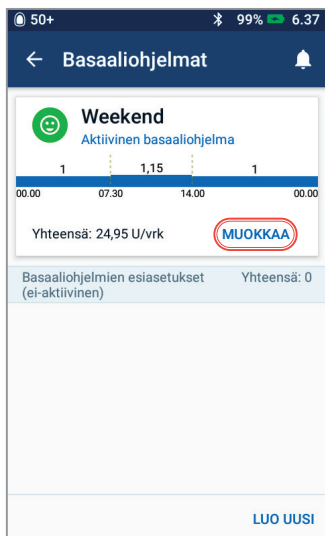 50+ 99% 6.37
Basaaliohjelmat
Weekend
Aktiivinen basaaliohjelma
1 1,15 1
00.00 07.30 14.00 00.00
Yhteensä: 24,95 U/vrk MUOKKAA
Basaaliohjelmien esiasetukset Yhteensä: 0
(ei-aktiivinen)
LUO UUSI